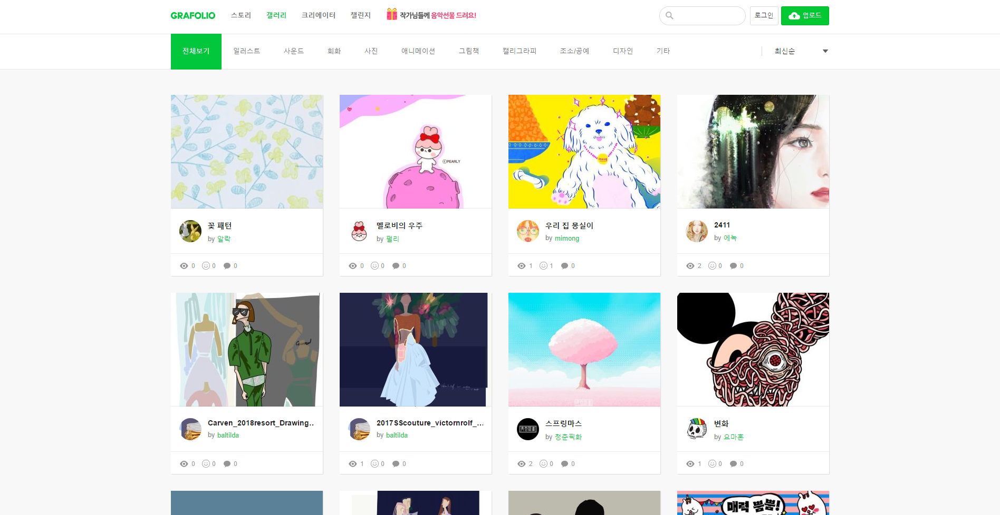 GRAFOLIO 스토리 갤러리 크리에이터 챌린지 작가님들께 음악선물 드려요! 로그인 업로드
전체보기 일러스트 사운드 회화 사진 애니메이션 그림책 캘리그라피 조소/공예 디자인 기타 최신순
ⓒPEARLY
꽃 패턴
by 알락
0 0 0
멜로비의 우주
by 펄리
0 0 0
우리 집 몽실이
by mimong
1 1 0
2411
by 에녹
2 0 0
Carven_2018resort_Drawing..
by baltilda
0 0 0
2017SScouture_victornrolf_...
by baltilda
1 0 0
스프링마스
by 청춘픽화
2 0 0
변화
by 요마혼
1 0 0
매력 뿜뿜!